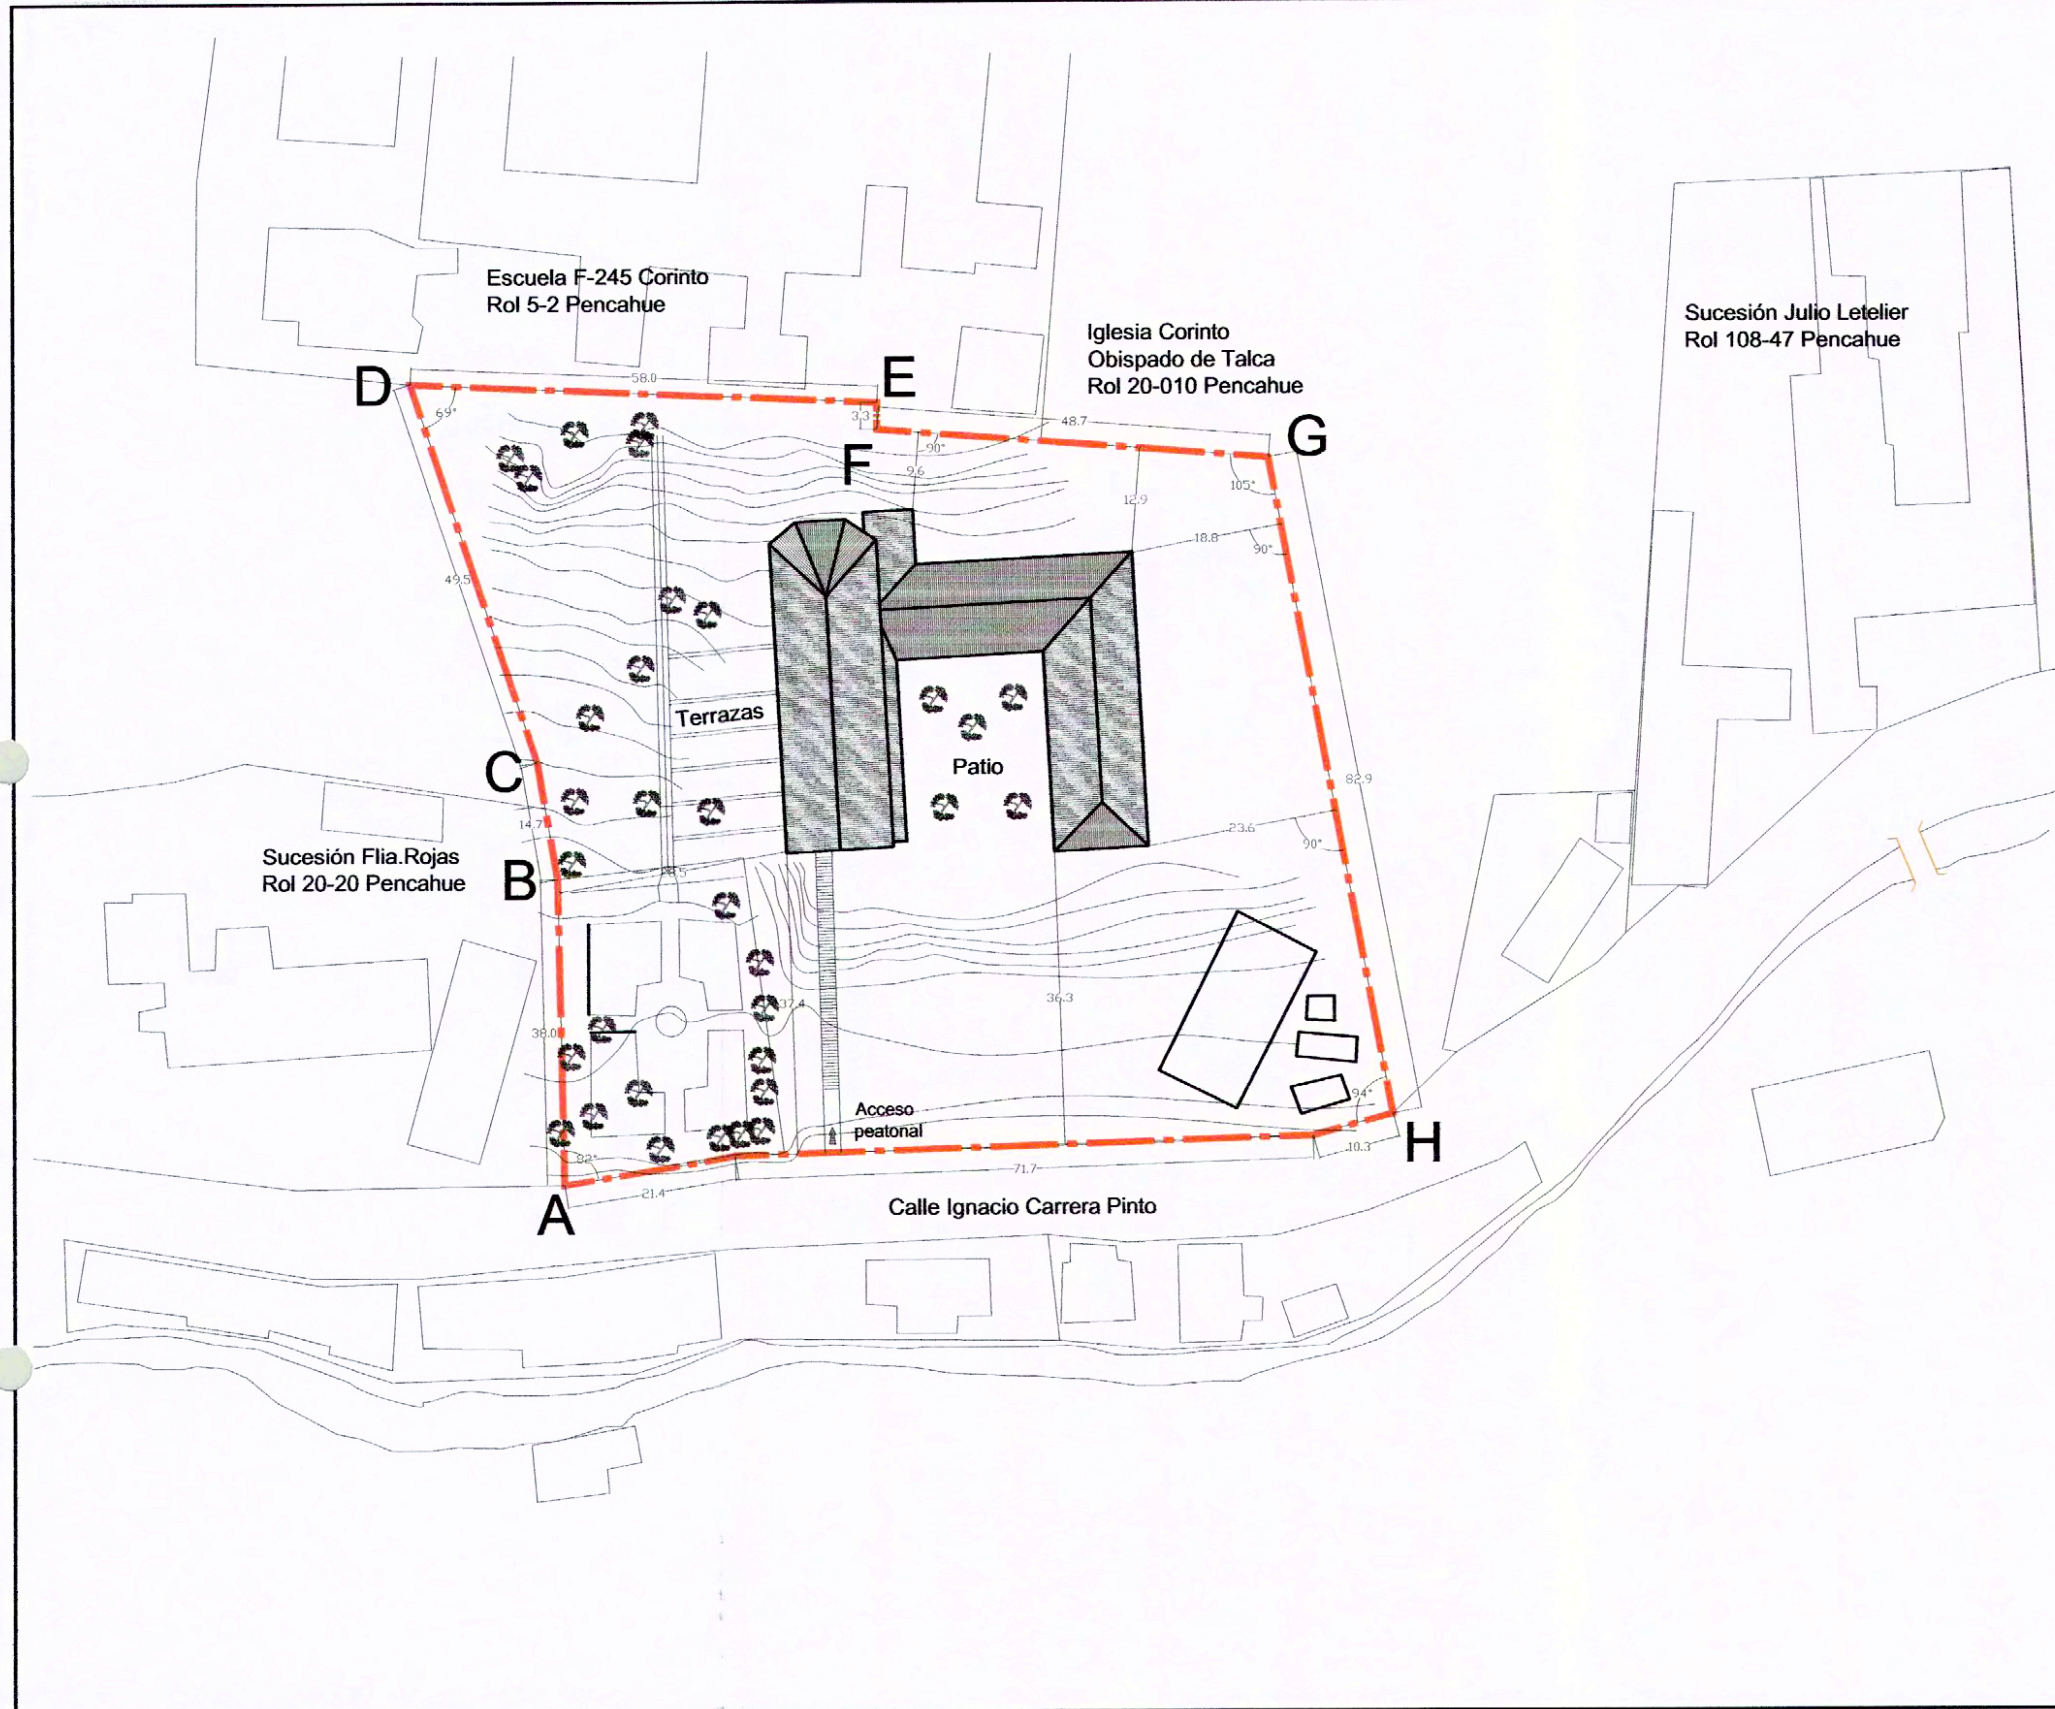 Escuela F-245 Corinto
Rol 5-2 Pencahue
Iglesia Corinto
Obispado de Talca
Rol 20-010 Pencahue
Sucesión Julio Letelier
Rol 108-47 Pencahue
D
58.0
E
69°
3.3
48.7
G
90°
F
9.6
105°
12.9
18.8
90°
49.5
Terrazas
Patio
C
82.9
14.7
23.6
90°
Sucesión Flia.Rojas
Rol 20-20 Pencahue
B
37.4
36.3
38.0
94°
Acceso
peatonal
H
10.3
82°
71.7
21.4
A
Calle Ignacio Carrera Pinto